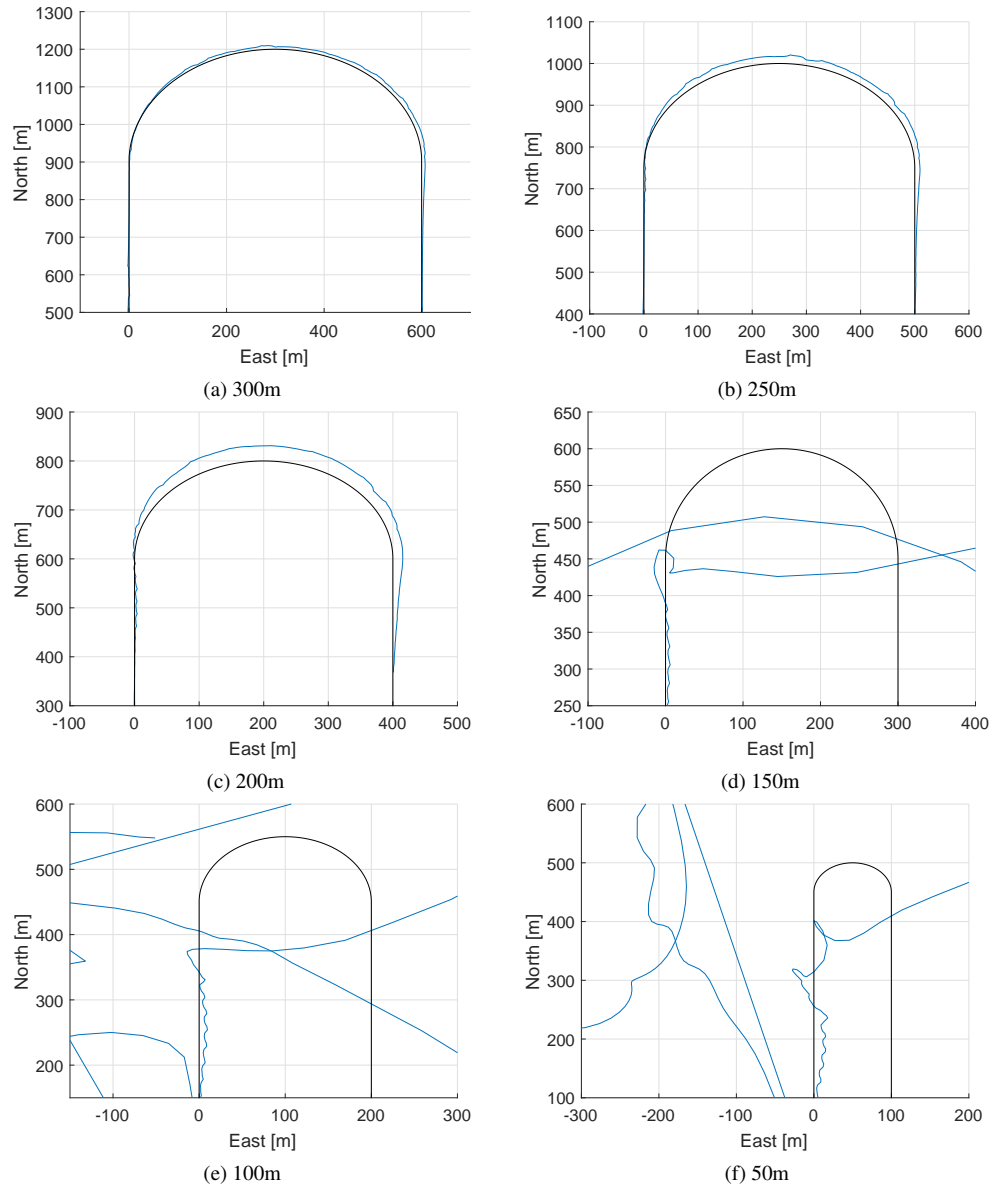 1300
1200
1100
1000
900
800
700
600
500
0 200 400 600
North [m]
East [m]
(a) 300m
1100
1000
900
800
700
600
500
400
-100 0 100 200 300 400 500 600
North [m]
East [m]
(b) 250m
900
800
700
600
500
400
300
-100 0 100 200 300 400 500
North [m]
East [m]
(c) 200m
650
600
550
500
450
400
350
300
250
-100 0 100 200 300 400
North [m]
East [m]
(d) 150m
600
500
400
300
200
-100 0 100 200 300
North [m]
East [m]
(e) 100m
600
500
400
300
200
100
-300 -200 -100 0 100 200
North [m]
East [m]
(f) 50m